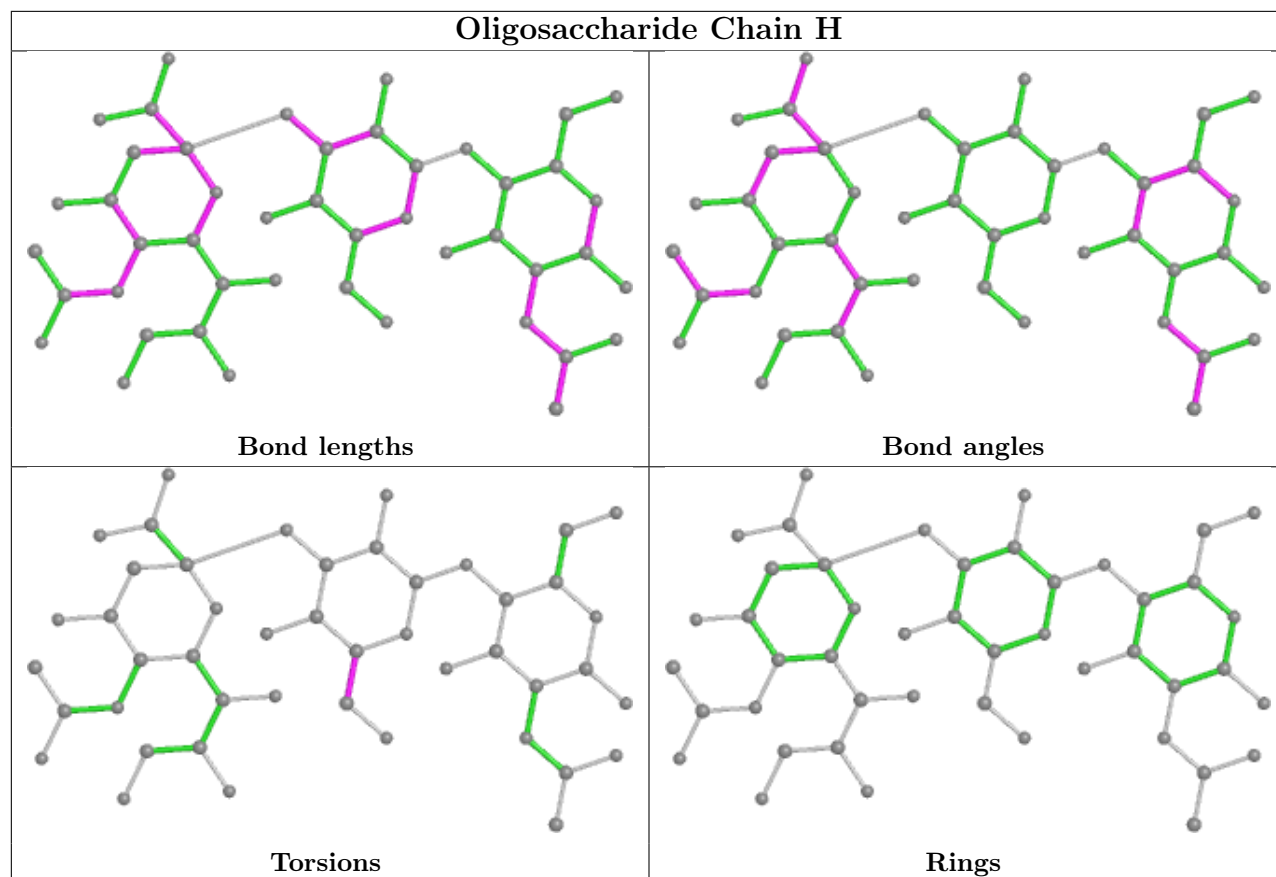 Oligosaccharide Chain H
Bond lengths
Bond angles
Torsions
Rings